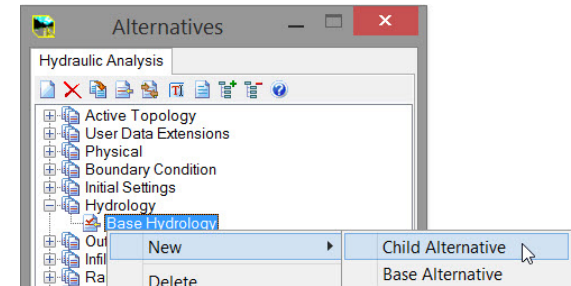 Alternatives
Hydraulic Analysis
Active Topology
User Data Extensions
Physical
Boundary Condition
Initial Settings
Hydrology
Base Hydrology
New
Child Alternative
Base Alternative
Delete